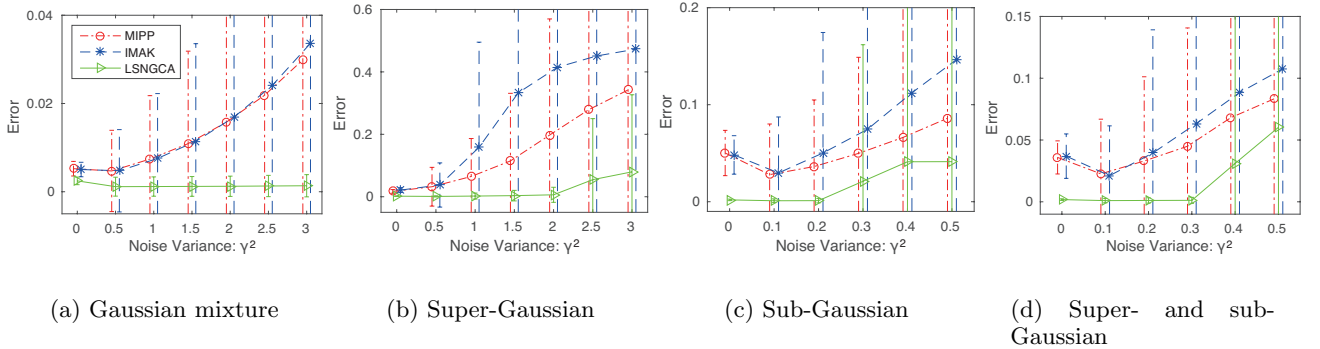 0.04
0.02
0
Error
MIPP
IMAK
LSNGCA
0 0.5 1 1.5 2 2.5 3
Noise Variance: γ²
(a) Gaussian mixture
0.6
0.4
0.2
0
Error
0 0.5 1 1.5 2 2.5 3
Noise Variance: γ²
(b) Super-Gaussian
0.2
0.1
0
Error
0 0.1 0.2 0.3 0.4 0.5
Noise Variance: γ²
(c) Sub-Gaussian
0.15
0.1
0.05
0
Error
0 0.1 0.2 0.3 0.4 0.5
Noise Variance: γ²
(d) Super- and sub-
Gaussian